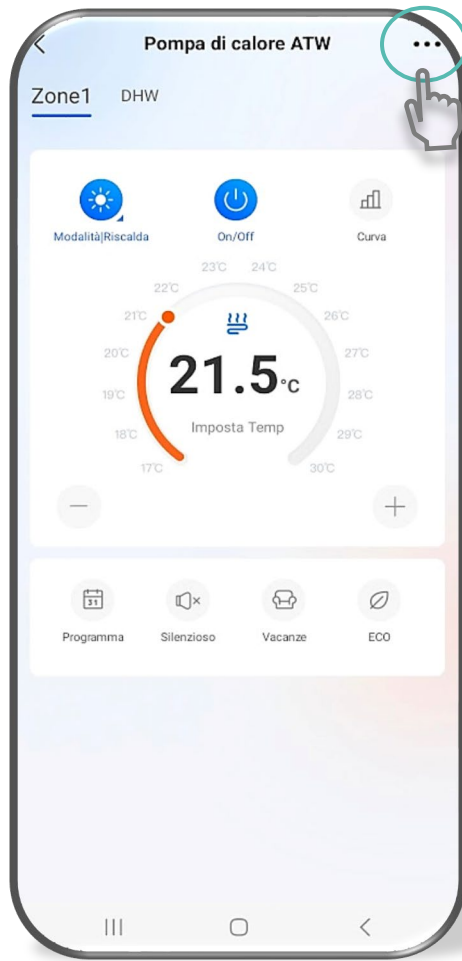 Pompa di calore ATW
Zone1 DHW
Modalità|Riscalda On/Off Curva
23°C 24°C
22°C 25°C
21°C 26°C
20°C 27°C
21.5°C
19°C 28°C
Imposta Temp
18°C 29°C
17°C 30°C
31
Programma Silenzioso Vacanze ECO